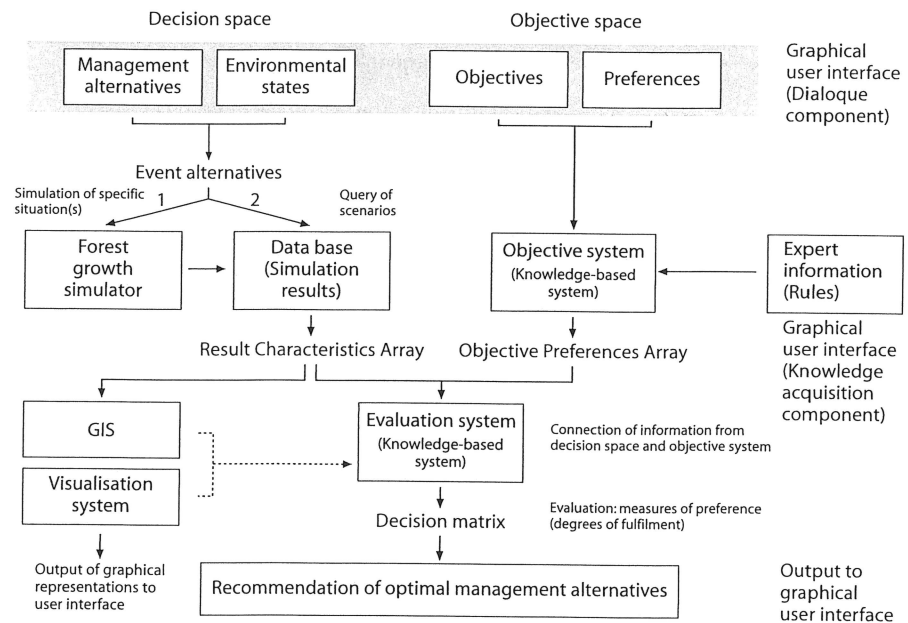 Decision space
Objective space
Management
alternatives
Environmental
states
Objectives
Preferences
Graphical
user interface
(Dialoque
component)
Event alternatives
Simulation of specific
situation(s)
1
2
Query of
scenarios
Forest
growth
simulator
Data base
(Simulation
results)
Objective system
(Knowledge-based
system)
Expert
information
(Rules)
Graphical
user interface
(Knowledge
acquisition
component)
Result Characteristics Array
Objective Preferences Array
GIS
Visualisation
system
Evaluation system
(Knowledge-based
system)
Connection of information from
decision space and objective system
Decision matrix
Evaluation: measures of preference
(degrees of fulfilment)
Output of graphical
representations to
user interface
Recommendation of optimal management alternatives
Output to
graphical
user interface